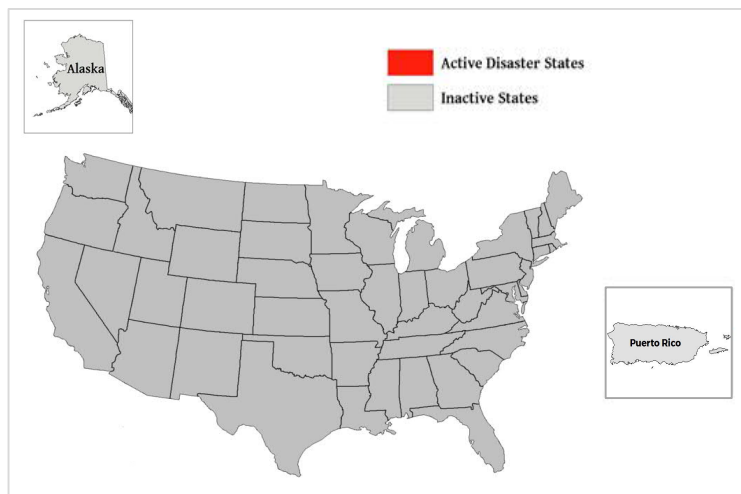 Alaska
Active Disaster States
Inactive States
Puerto Rico